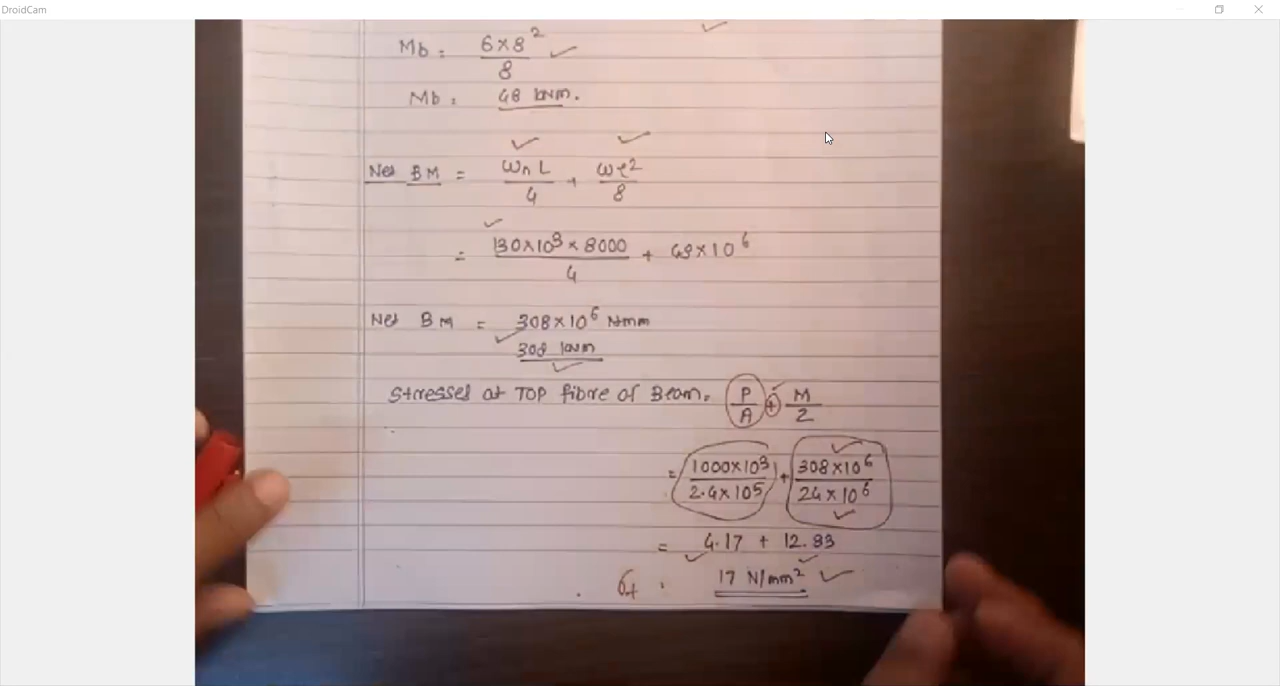 DroidCam
Mb = 6×8² / 8
Mb = 48 kNm.
Net BM = WnL / 4 + wl² / 8
= 130×10³ × 8000 / 4 + 48×10⁶
Net BM = 308×10⁶ Nmm
308 kNm
Stresses at TOP fibre of Beam. P/A + M/Z
= 1000×10³ / 2.4×10⁵ + 308×10⁶ / 24×10⁶
= 4.17 + 12.83
17 N/mm²